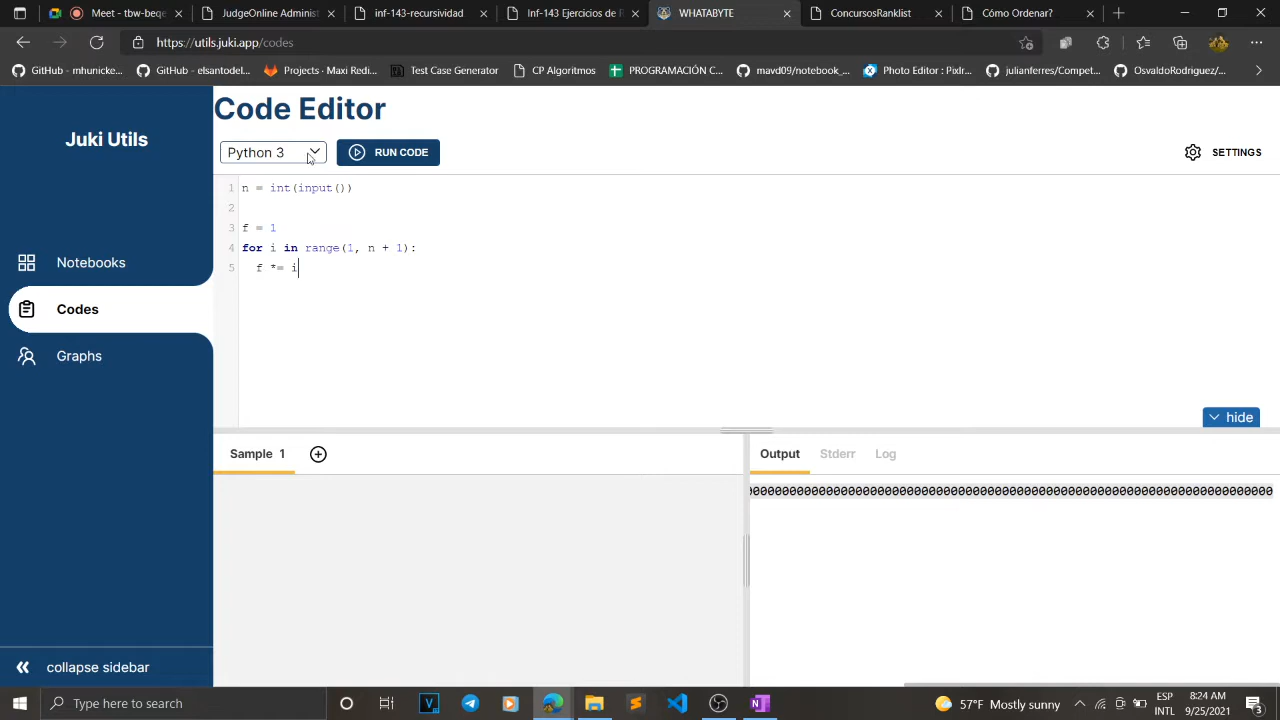 Meet - tbw-beqe
JudgeOnline Administ
inf-143-recursividad
Inf-143 Ejercicios de R
WHATABYTE
ConcursosRanklist
Cómo Ordenar?
https://utils.juki.app/codes
GitHub - mhunicke...
GitHub - elsantodel...
Projects · Maxi Redi...
Test Case Generator
CP Algoritmos
PROGRAMACIÓN C...
mavd09/notebook_...
Photo Editor : Pixlr...
julianferres/Compet...
OsvaldoRodriguez/...
Juki Utils
Notebooks
Codes
Graphs
collapse sidebar
Code Editor
Python 3
RUN CODE
SETTINGS
1 n = int(input())
2
3 f = 1
4 for i in range(1, n + 1):
5 f *= i
hide
Sample 1
Output
Stderr
Log
Type here to search
57°F Mostly sunny
ESP
INTL
8:24 AM
9/25/2021
3